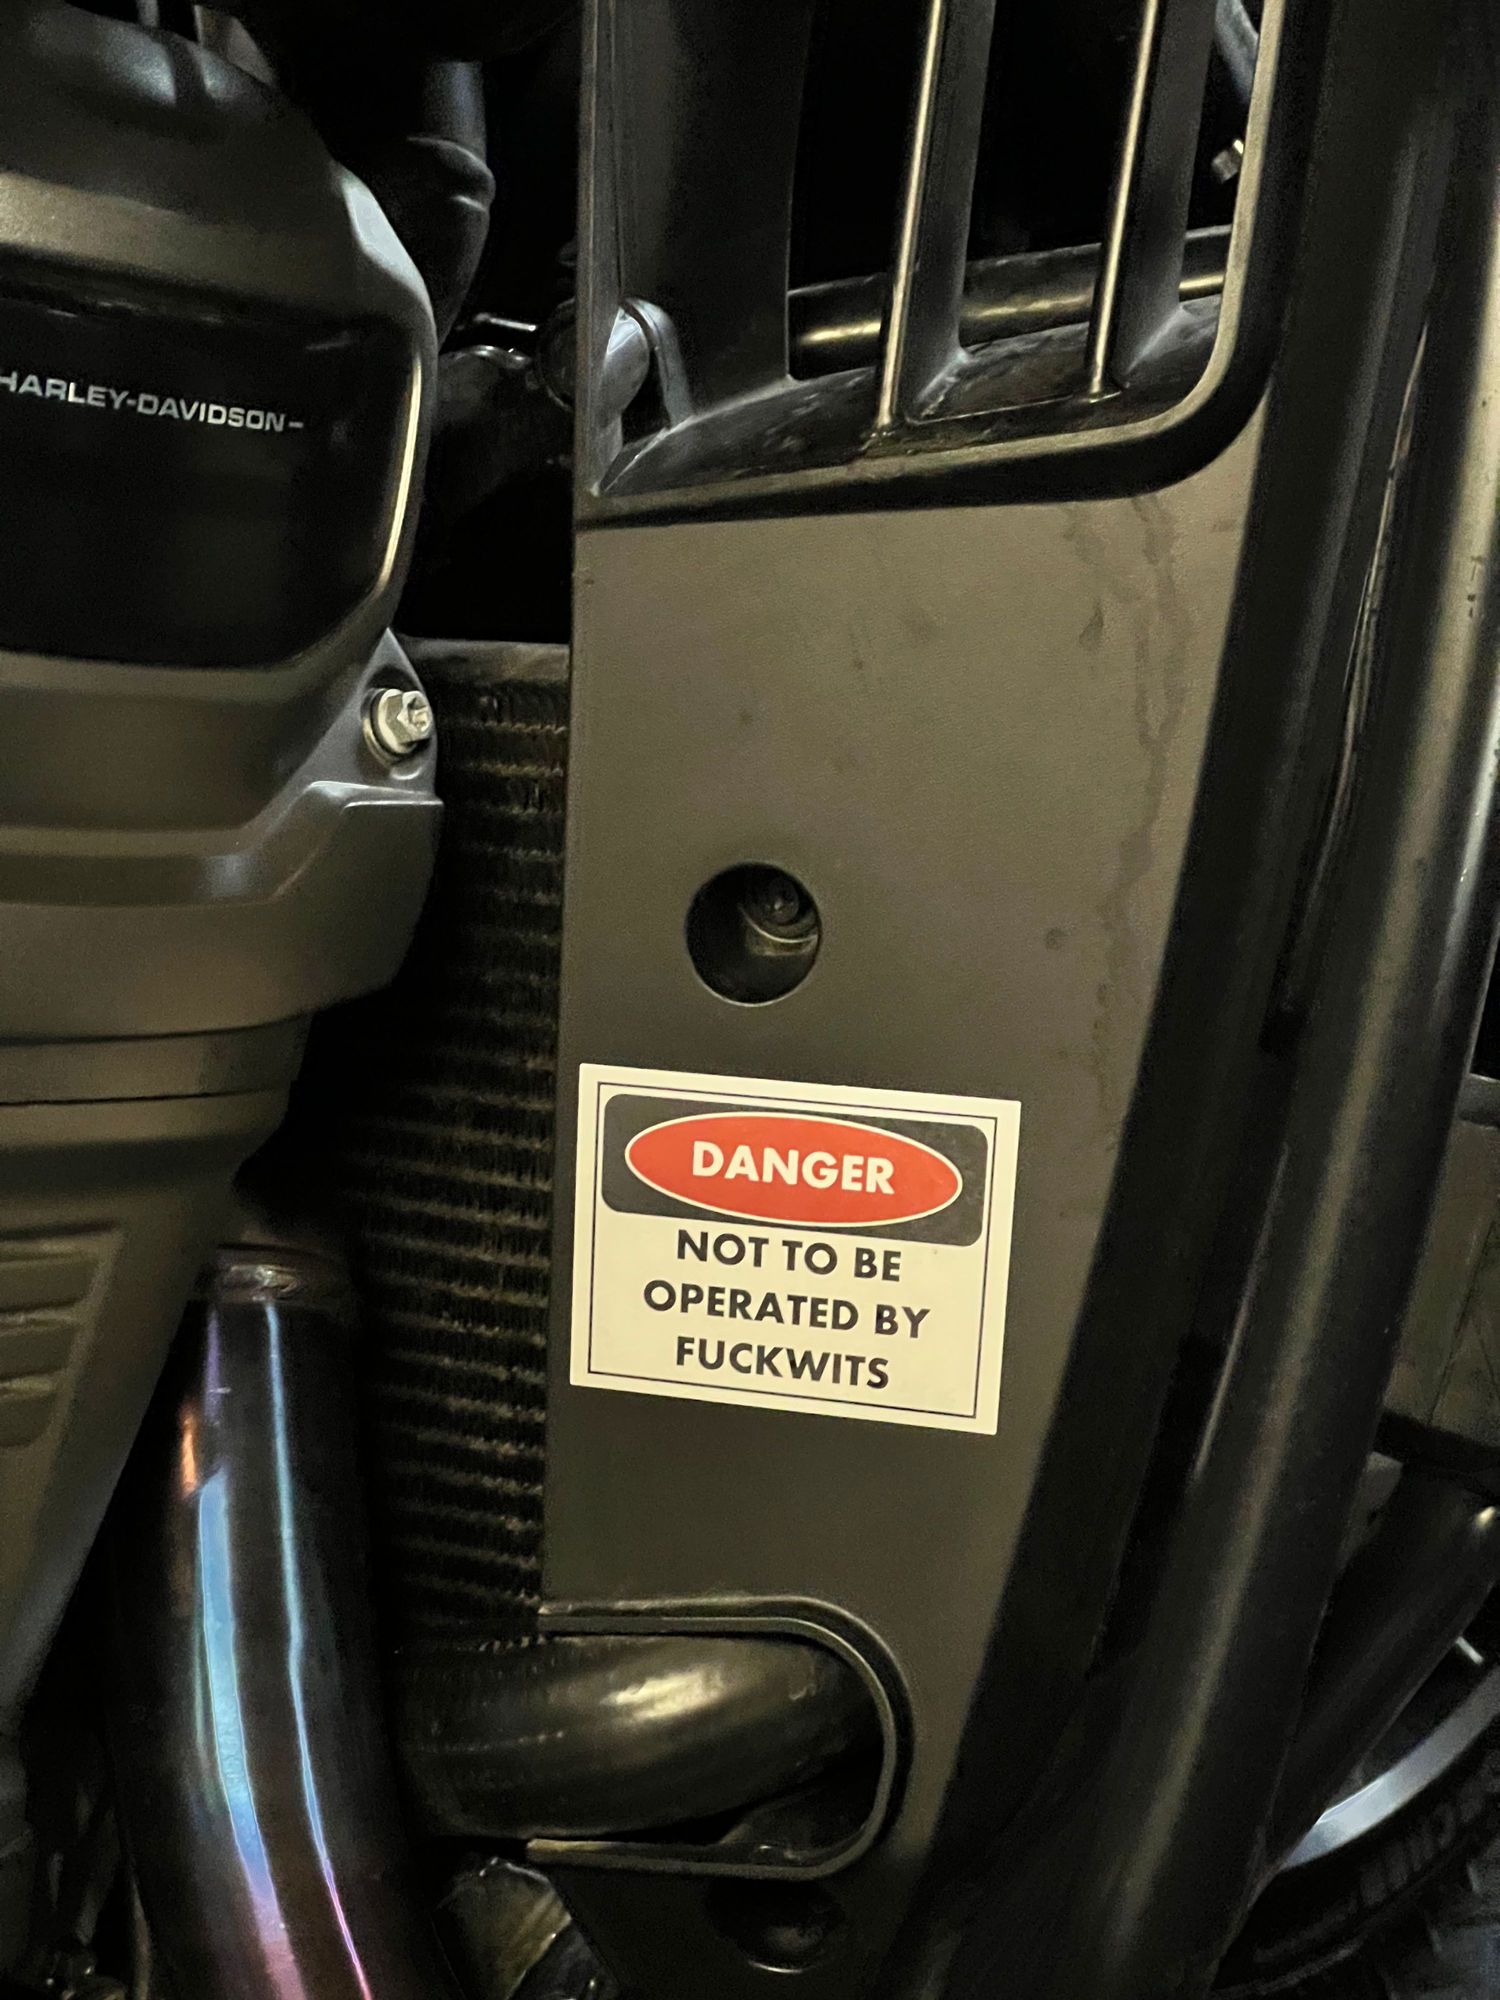 HARLEY-DAVIDSON
DANGER
NOT TO BE
OPERATED BY
FUCKWITS